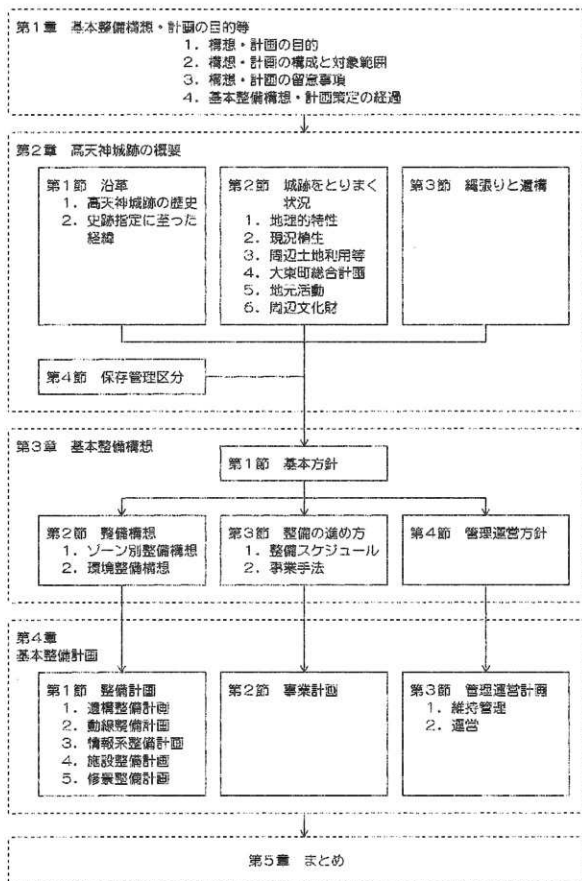 第1章 基本整備構想・計画の目的等
1．構想・計画の目的
2．構想・計画の構成と対象範囲
3．構想・計画の留意事項
4．基本整備構想・計画策定の経過
第2章 高天神城跡の概要
第1節 沿革
1．高天神城跡の歴史
2．史跡指定に至った
経緯
第2節 城跡をとりまく
状況
1．地理的特性
2．現況植生
3．周辺土地利用等
4．大東町総合計画
5．地元活動
6．周辺文化財
第3節 縄張りと遺構
第4節 保存管理区分
第3章 基本整備構想
第1節 基本方針
第2節 整備構想
1．ゾーン別整備構想
2．環境整備構想
第3節 整備の進め方
1．整備スケジュール
2．事業手法
第4節 管理運営方針
第4章
基本整備計画
第1節 整備計画
1．遺構整備計画
2．動線整備計画
3．情報系整備計画
4．施設整備計画
5．修景整備計画
第2節 事業計画
第3節 管理運営計画
1．維持管理
2．運営
第5章 まとめ